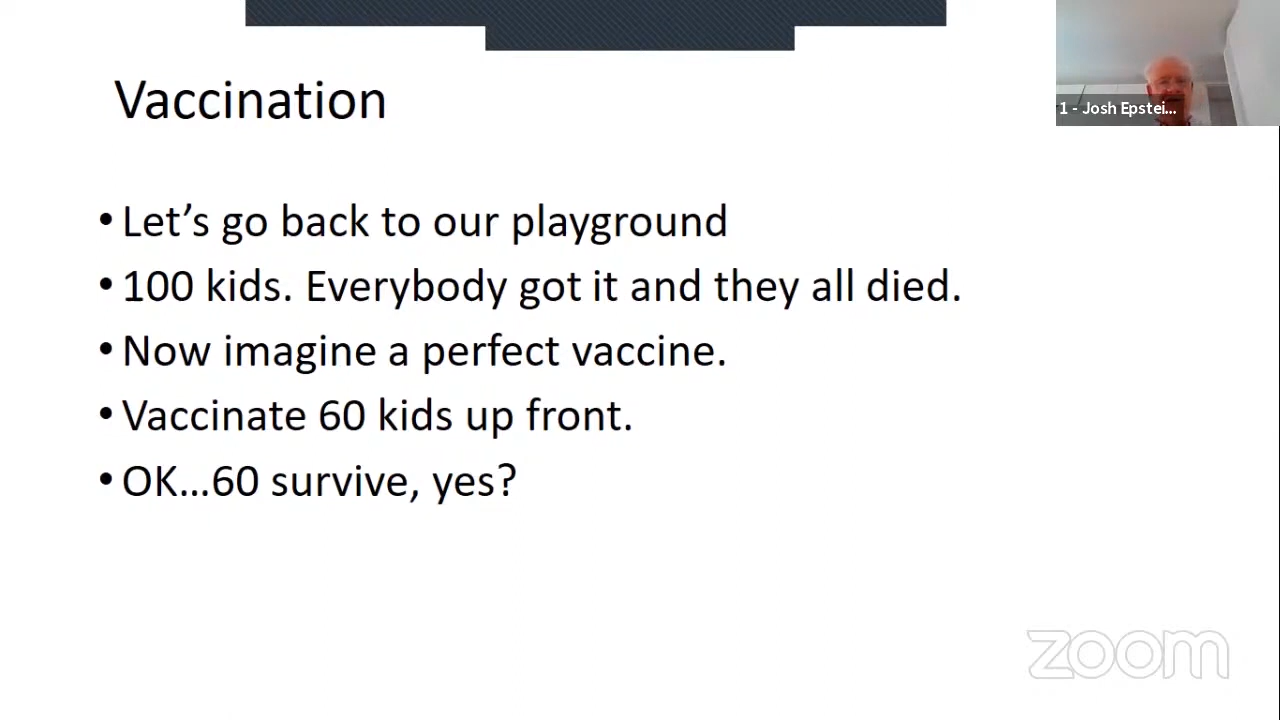 Vaccination
1 - Josh Epstei...
• Let’s go back to our playground
• 100 kids. Everybody got it and they all died.
• Now imagine a perfect vaccine.
• Vaccinate 60 kids up front.
• OK…60 survive, yes?
zoom